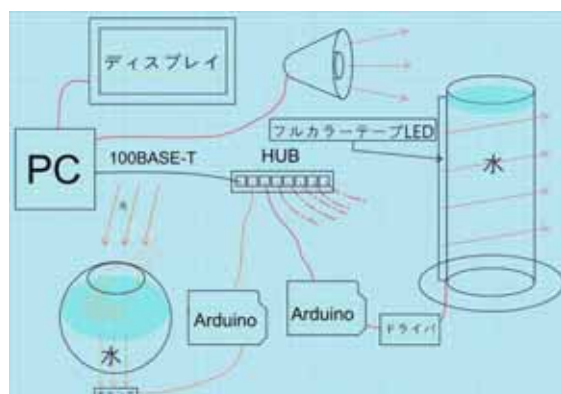 ディスプレイ
PC
100BASE-T
HUB
フルカラーテープLED
水
Arduino
Arduino
ドライバ
水